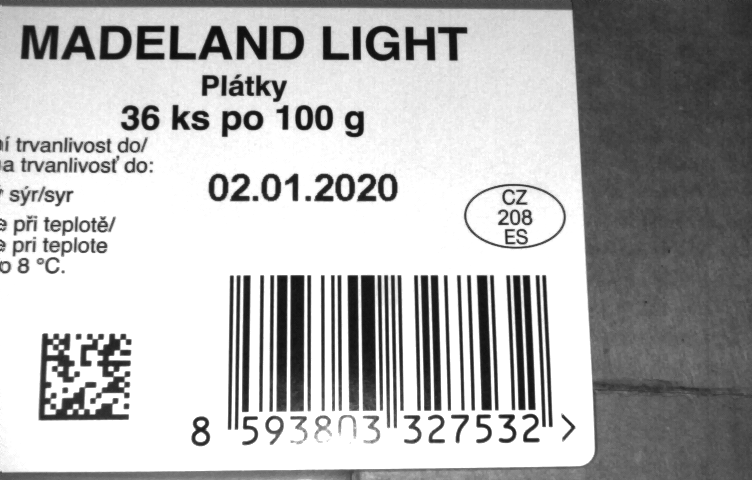 MADELAND LIGHT
Plátky
36 ks po 100 g
trvanlivost do/
trvanlivosť do:
02.01.2020
sýr/syr
při teplotě/
pri teplote
8 °C.
CZ
208
ES
8 593803 327532 >